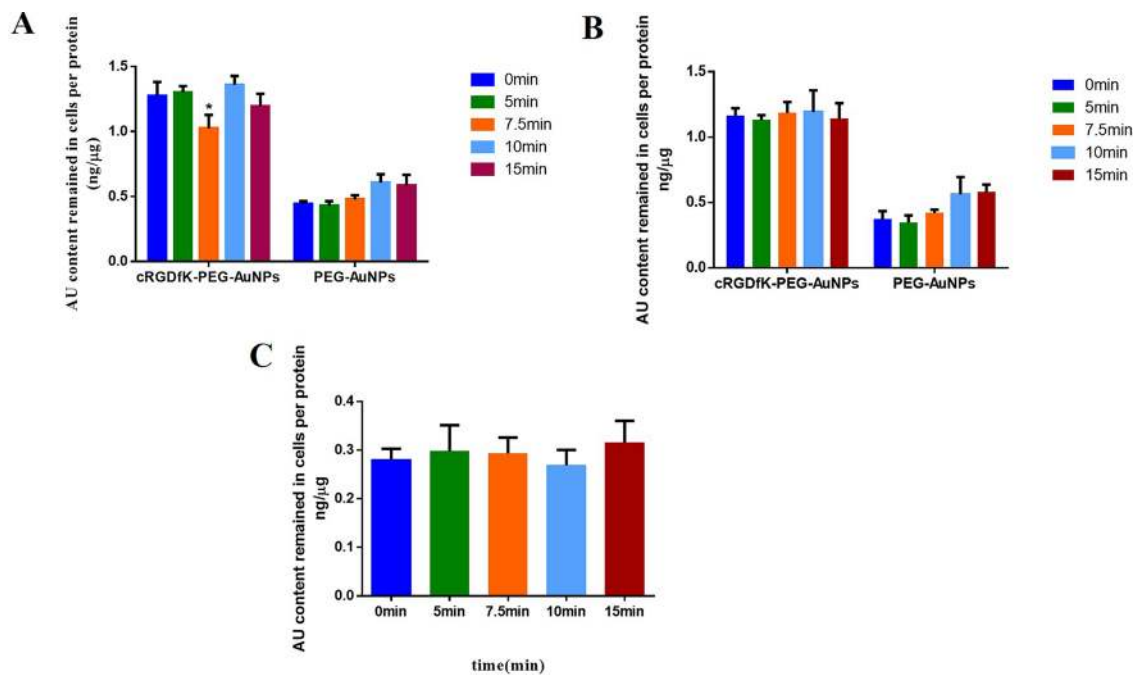 A
AU content remained in cells per protein
(ng/µg)
1.5
1.0
0.5
0.0
*
cRGDfK-PEG-AuNPs
PEG-AuNPs
0min
5min
7.5min
10min
15min
B
AU content remained in cells per protein
ng/µg
1.5
1.0
0.5
0.0
cRGDfK-PEG-AuNPs
PEG-AuNPs
0min
5min
7.5min
10min
15min
C
AU content remained in cells per protein
ng/µg
0.4
0.3
0.2
0.1
0.0
0min 5min 7.5min 10min 15min
time(min)